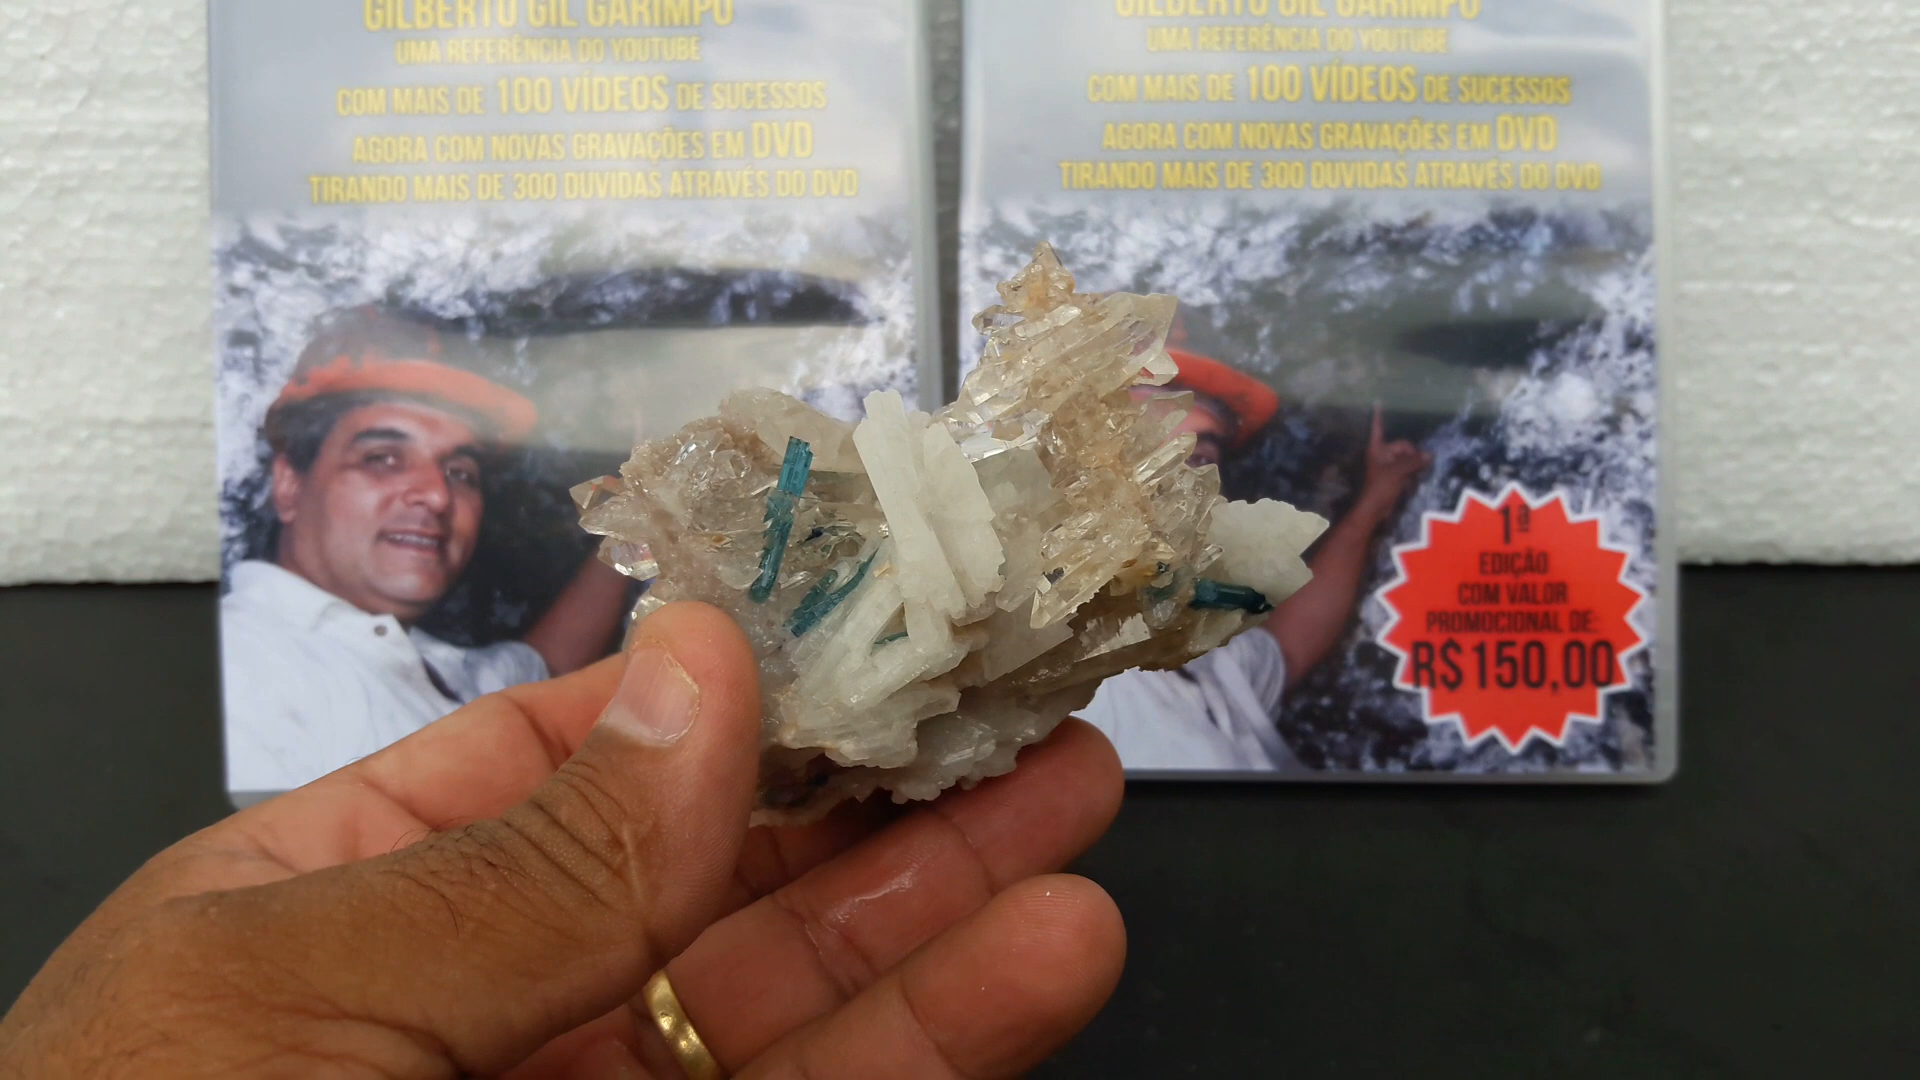 GILBERTO GIL GARIMPO
UMA REFERÊNCIA DO YOUTUBE
COM MAIS DE 100 VÍDEOS DE SUCESSOS
AGORA COM NOVAS GRAVAÇÕES EM DVD
TIRANDO MAIS DE 300 DUVIDAS ATRAVÉS DO DVD
GILBERTO GIL GARIMPO
UMA REFERÊNCIA DO YOUTUBE
COM MAIS DE 100 VÍDEOS DE SUCESSOS
AGORA COM NOVAS GRAVAÇÕES EM DVD
TIRANDO MAIS DE 300 DUVIDAS ATRAVÉS DO DVD
1ª
EDIÇÃO
COM VALOR
PROMOCIONAL DE:
R$150,00